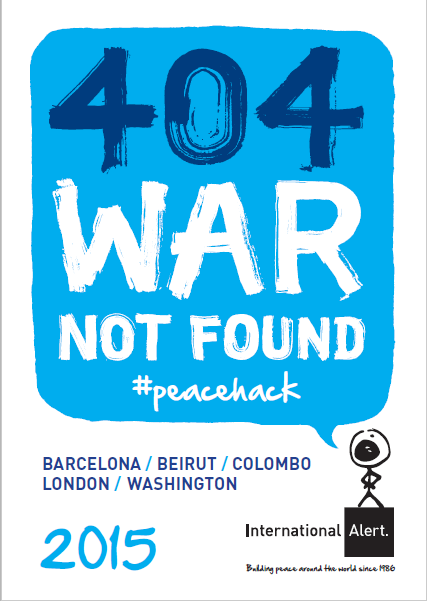 404
WAR
NOT FOUND
#peacehack
BARCELONA / BEIRUT / COLOMBO
LONDON / WASHINGTON
2015
International Alert.
Building peace around the world since 1986